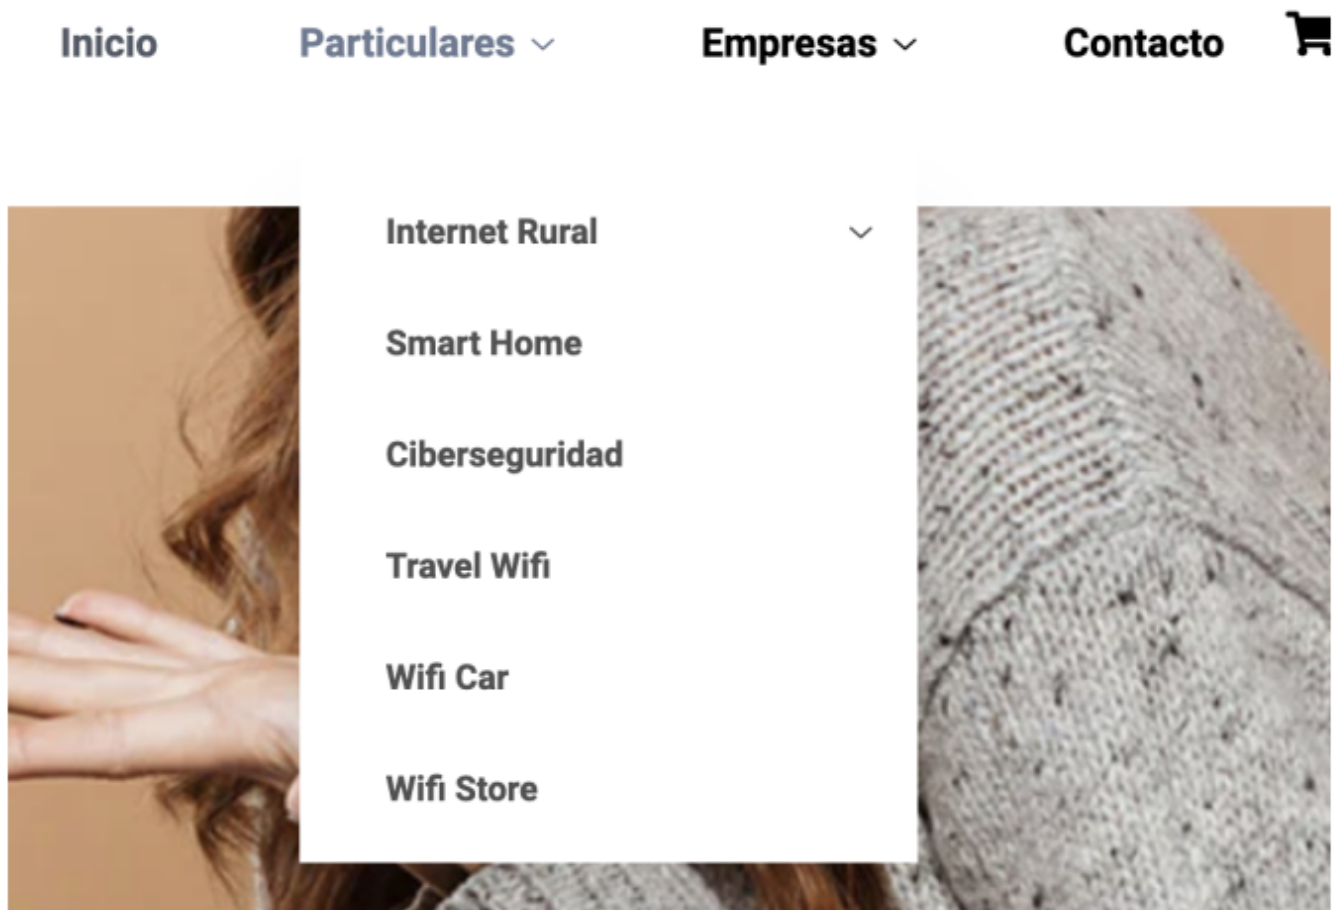 Inicio Particulares Empresas Contacto
Internet Rural
Smart Home
Ciberseguridad
Travel Wifi
Wifi Car
Wifi Store